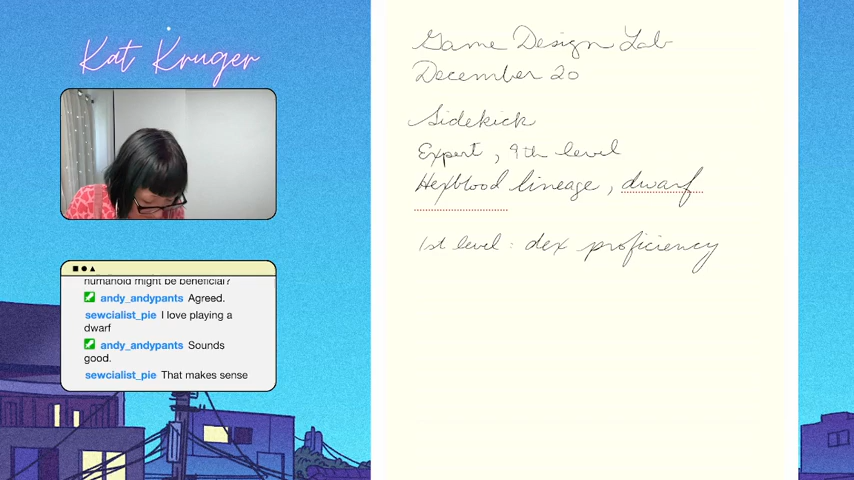 Kat Kruger
humanoid might be beneficial?
andy_andypants Agreed.
sewcialist_pie I love playing a
dwarf
andy_andypants Sounds
good.
sewcialist_pie That makes sense
Game Design Lab
December 20
Sidekick
Expert, 9th level
Hexblood lineage, dwarf
1st level: dex proficiency